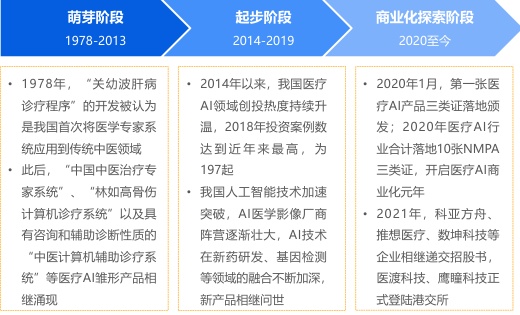 萌芽阶段
1978-2013
• 1978年，“关幼波肝病
诊疗程序”的开发被认为
是我国首次将医学专家系
统应用到传统中医领域
• 此后，“中国中医治疗专
家系统”、“林如高骨伤
计算机诊疗系统”以及具
有咨询和辅助诊断性质的
“中医计算机辅助诊疗系
统”等医疗AI雏形产品相
继涌现
起步阶段
2014-2019
• 2014年以来，我国医疗
AI领域创投热度持续升
温，2018年投资案例数
达到近年来最高，为
197起
• 我国人工智能技术加速
突破，AI医学影像厂商
阵营逐渐壮大，AI技术
在新药研发、基因检测
等领域的融合不断加深，
新产品相继问世
商业化探索阶段
2020至今
• 2020年1月，第一张医
疗AI产品三类证落地颁
发；2020年医疗AI行
业合计落地10张NMPA
三类证，开启医疗AI商
业化元年
• 2021年，科亚方舟、
推想医疗、数坤科技等
企业相继递交招股书，
医渡科技、鹰瞳科技正
式登陆港交所